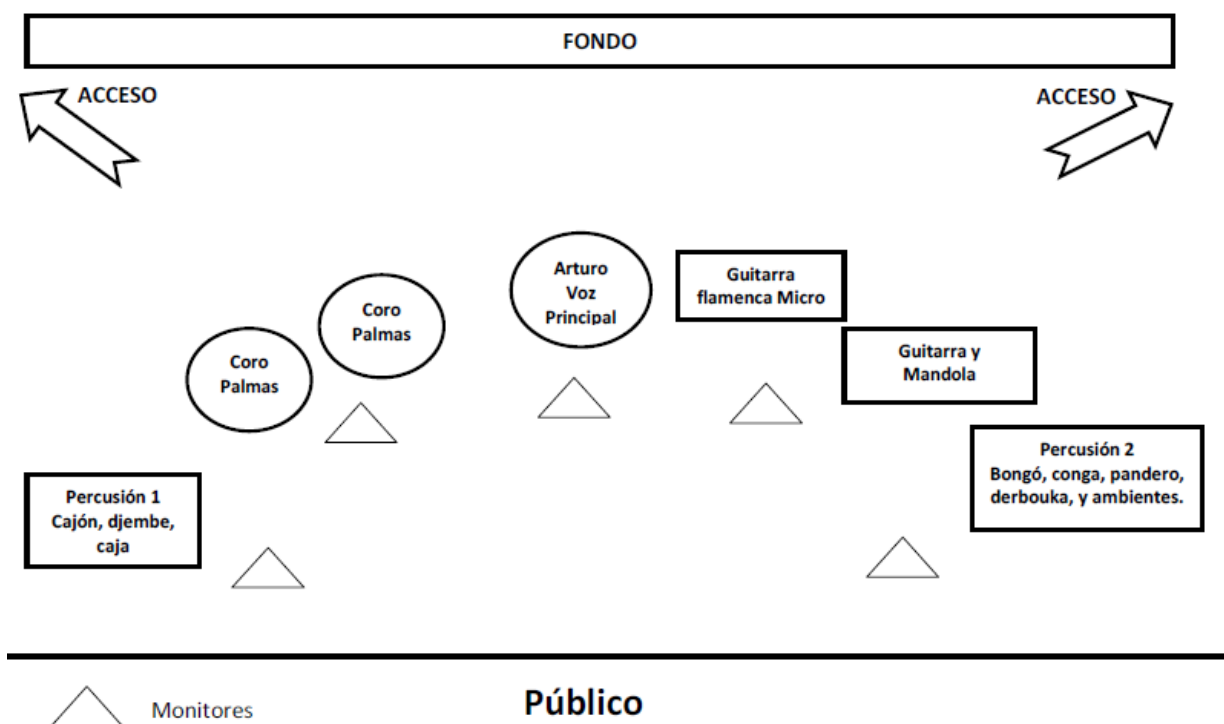 FONDO
ACCESO
ACCESO
Arturo
Voz
Principal
Guitarra
flamenca Micro
Coro
Palmas
Coro
Palmas
Guitarra y
Mandola
Percusión 1
Cajón, djembe,
caja
Percusión 2
Bongó, conga, pandero,
derbouka, y ambientes.
Monitores
Público